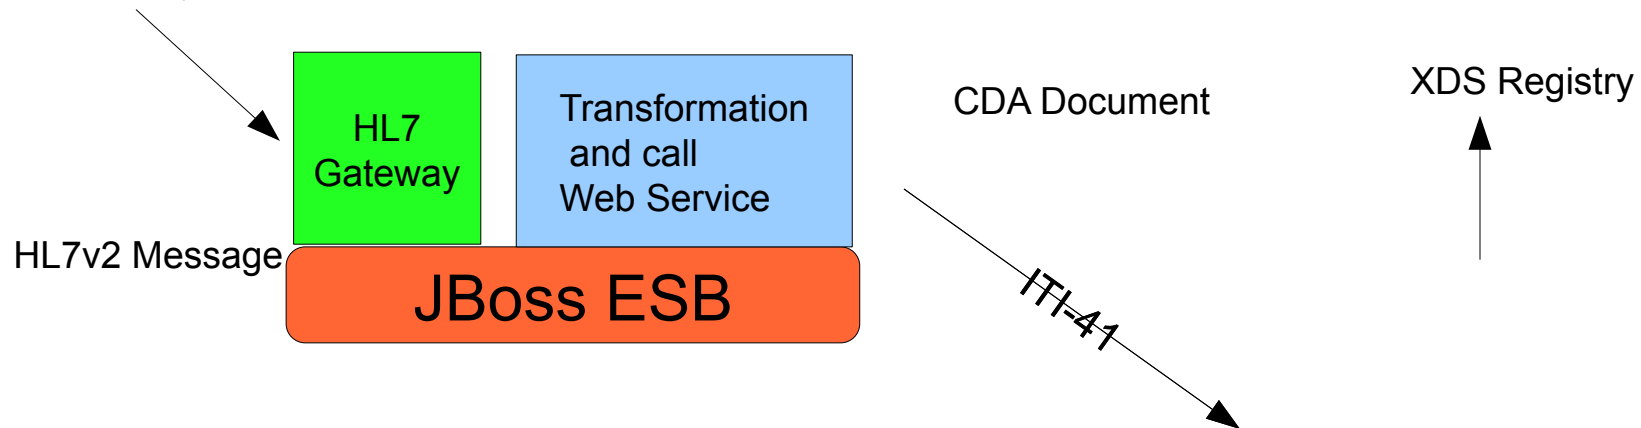 HL7
Gateway
Transformation
and call
Web Service
CDA Document
XDS Registry
HL7v2 Message
JBoss ESB
ITI-41